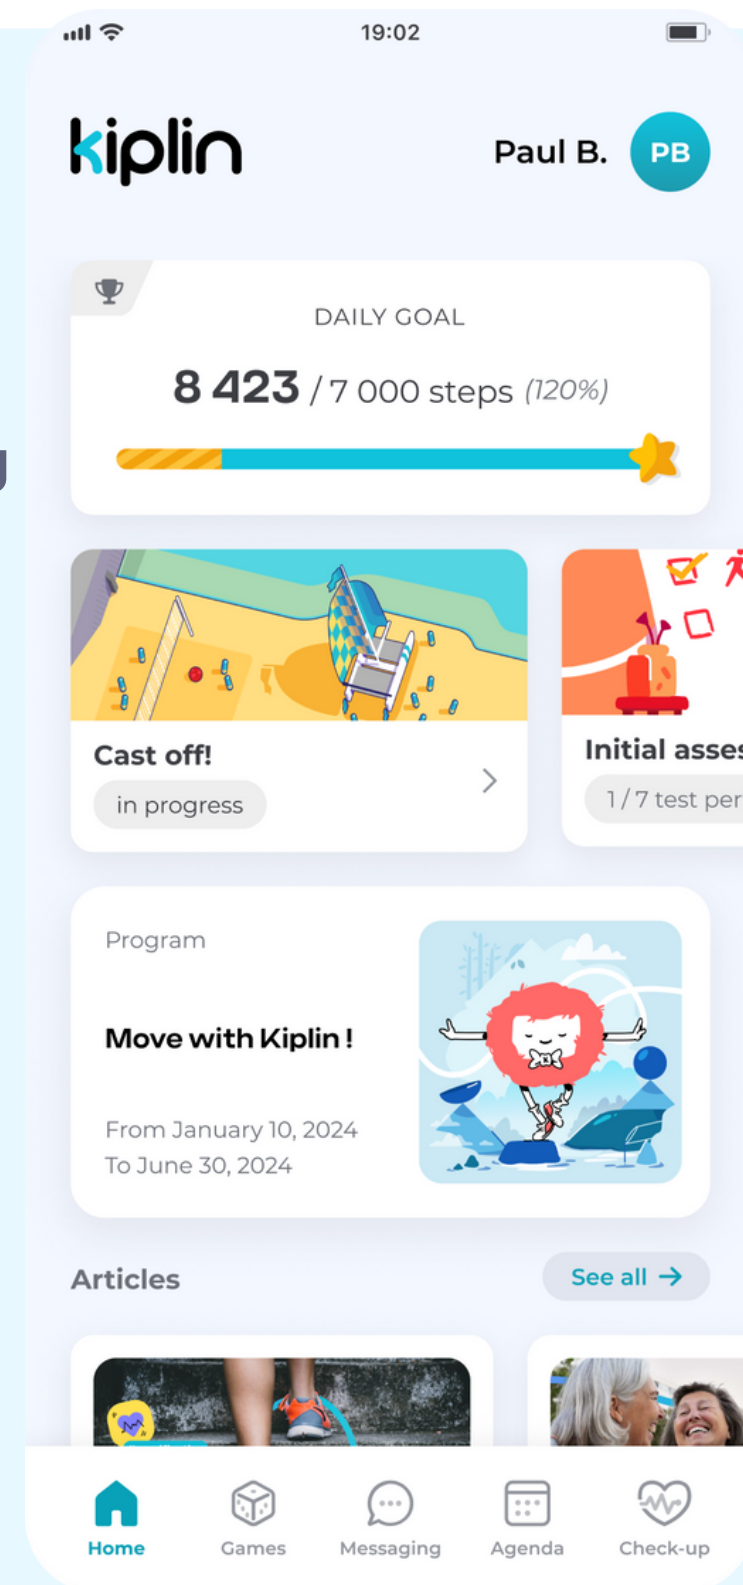 19:02
kiplin
Paul B.
PB
DAILY GOAL
8 423 / 7 000 steps (120%)
Cast off!
in progress
Initial
1 / 7 test
Program
Move with Kiplin !
From January 10, 2024
To June 30, 2024
Articles
See all →
Home
Games
Messaging
Agenda
Check-up